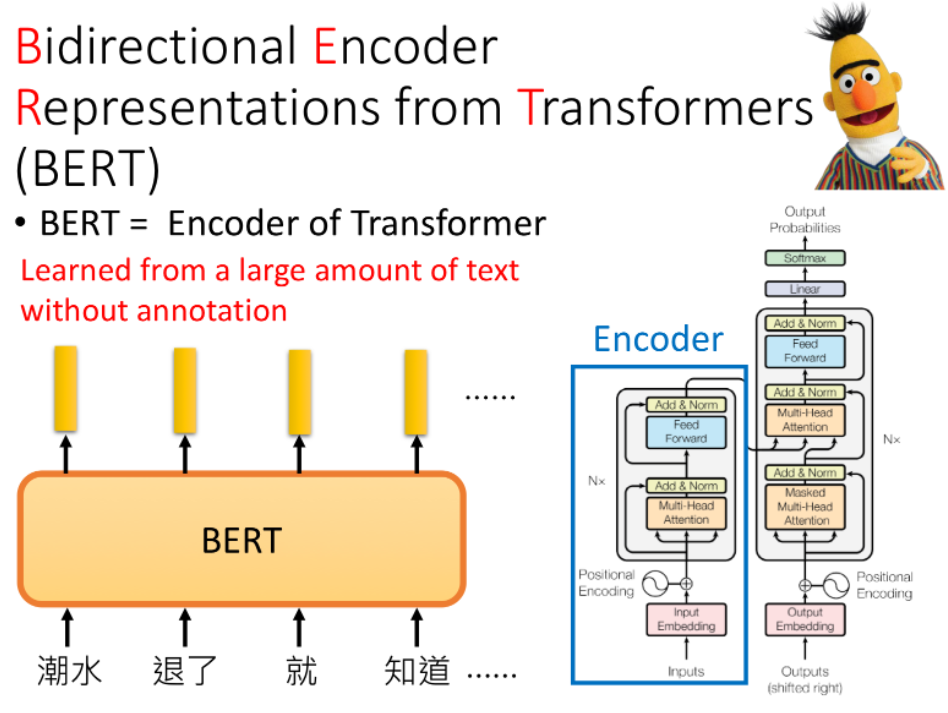 Bidirectional Encoder
Representations from Transformers
(BERT)
• BERT = Encoder of Transformer
Learned from a large amount of text
without annotation
......
BERT
潮水 退了 就 知道 ......
Encoder
Add & Norm
Feed
Forward
N×
Add & Norm
Multi-Head
Attention
Positional
Encoding
Input
Embedding
Inputs
Output
Probabilities
Softmax
Linear
Add & Norm
Feed
Forward
Add & Norm
Multi-Head
Attention
N×
Add & Norm
Masked
Multi-Head
Attention
Positional
Encoding
Output
Embedding
Outputs
(shifted right)